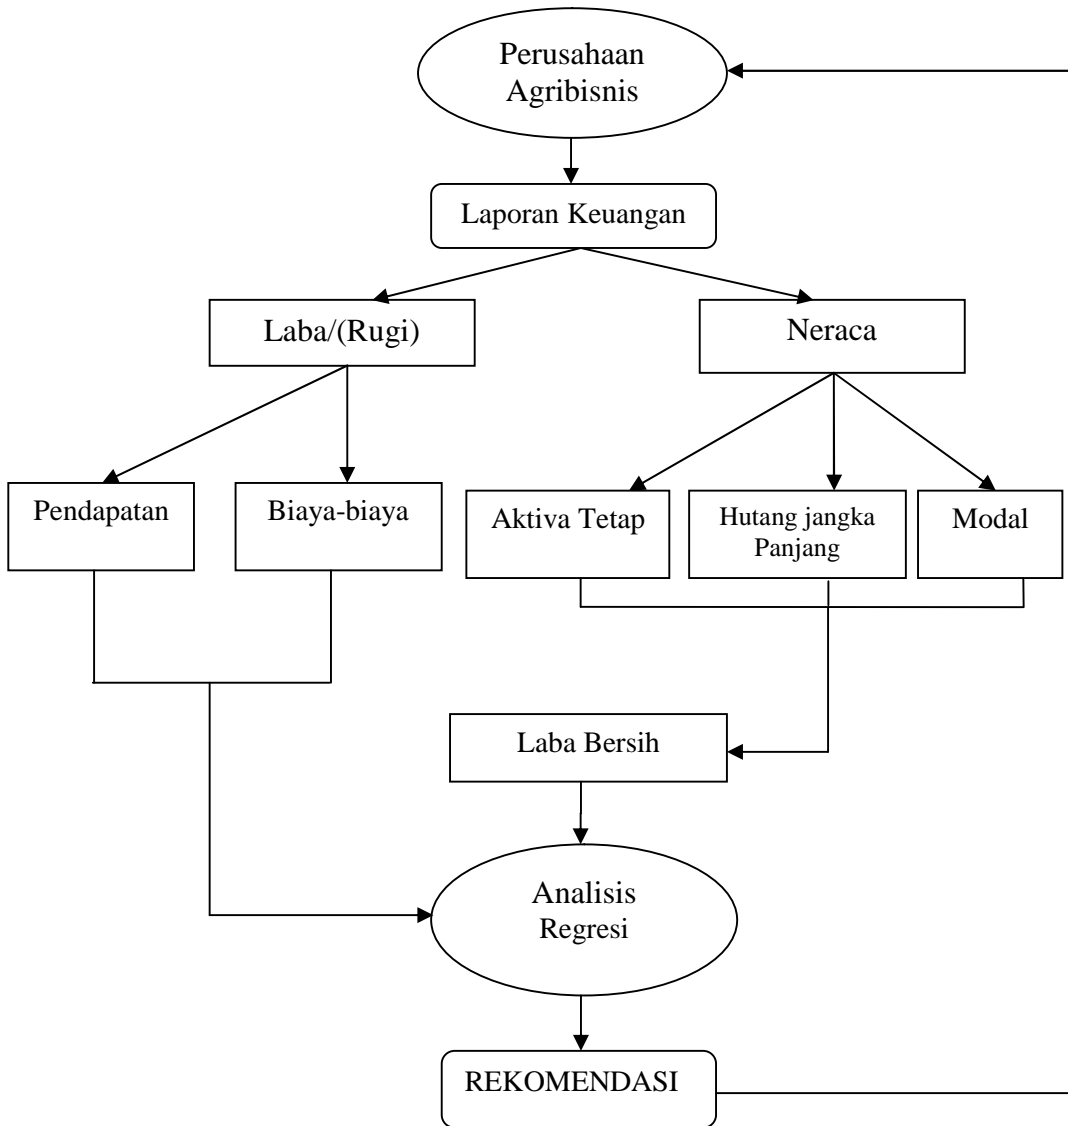 Perusahaan
Agribisnis
Laporan Keuangan
Laba/(Rugi)
Neraca
Pendapatan
Biaya-biaya
Aktiva Tetap
Hutang jangka
Panjang
Modal
Laba Bersih
Analisis
Regresi
REKOMENDASI